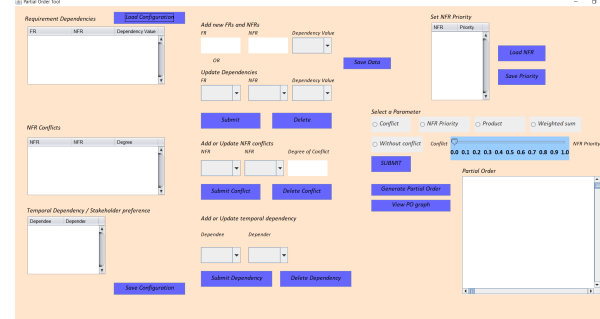 Partial Order Tool
Requirement Dependencies
Load Configuration
FR NFR Dependency Value
NFR Conflicts
NFR NFR Degree
Temporal Dependency / Stakeholder preference
Dependee Depender
Save Configuration
Add new FRs and NFRs
FR NFR Dependency Value
OR
Save Data
Update Dependencies
FR NFR Dependency Value
Submit Delete
Add or Update NFR conflicts
NFR NFR Degree of Conflict
Submit Conflict Delete Conflict
Add or Update temporal dependency
Dependee Depender
Submit Dependency Delete Dependency
Set NFR Priority
NFR Priority
Load NFR
Save Priority
Select a Parameter
Conflict NFR Priority Product Weighted sum
Without conflict Conflict NFR Priority
0.0 0.1 0.2 0.3 0.4 0.5 0.6 0.7 0.8 0.9 1.0
SUBMIT
Partial Order
Generate Partial Order
View PO graph